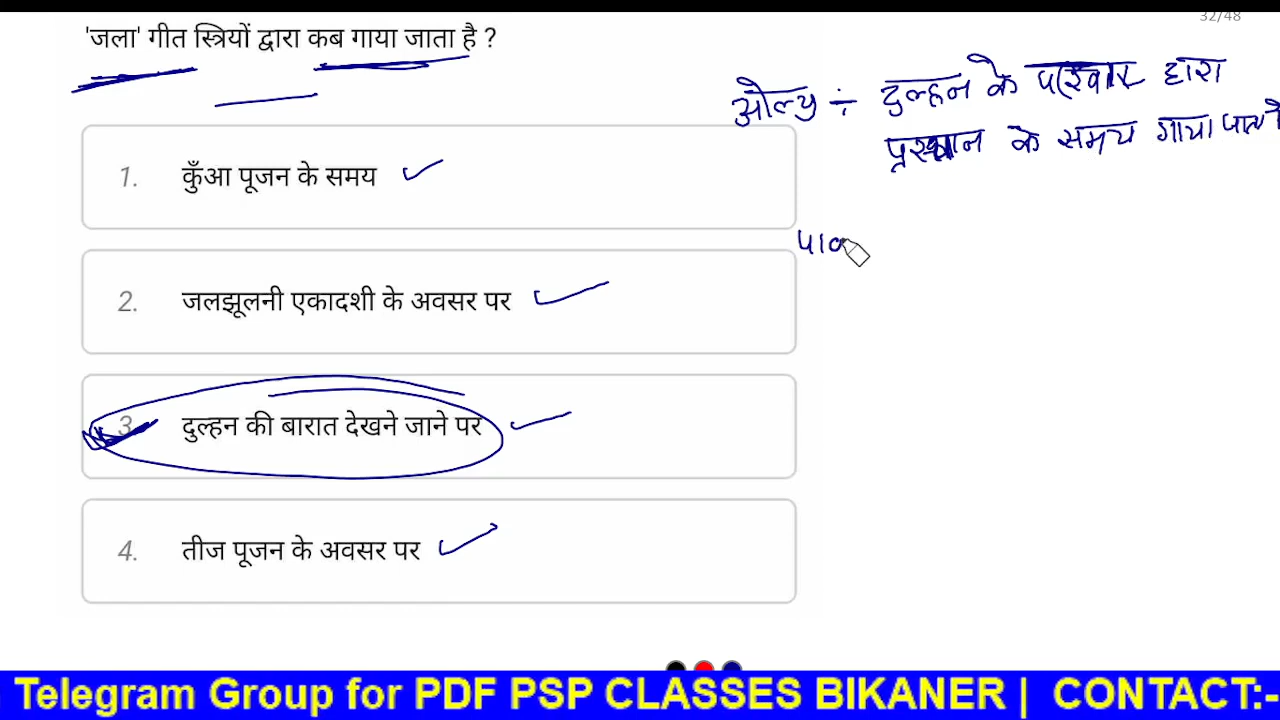 32/48
'जला' गीत स्त्रियों द्वारा कब गाया जाता है ?
ओल्यु ÷ दुल्हन के परिवार द्वारा
प्रस्थान के समय गाया जाता है
1. कुँआ पूजन के समय
2. जलझूलनी एकादशी के अवसर पर
3. दुल्हन की बारात देखने जाने पर
4. तीज पूजन के अवसर पर
Telegram Group for PDF PSP CLASSES BIKANER | CONTACT:-